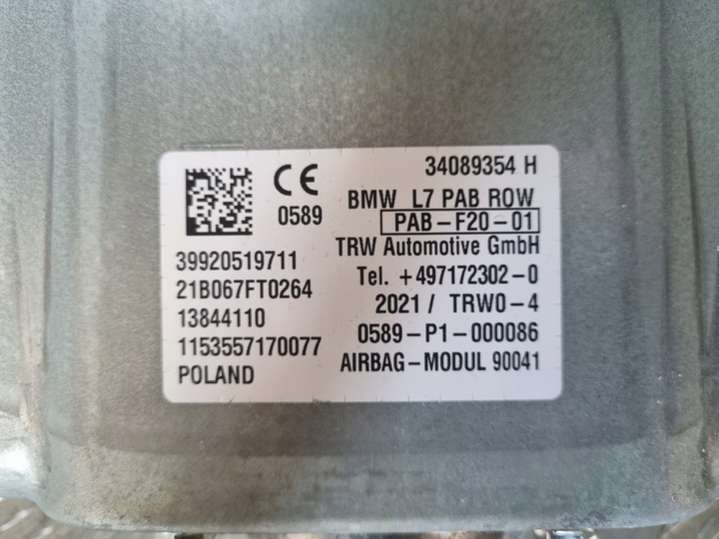 34089354 H
CE
0589
BMW L7 PAB ROW
PAB-F20-01
TRW Automotive GmbH
Tel. +497172302-0
2021/ TRW0-4
0589-P1-000086
AIRBAG-MODUL 90041
39920519711
21B067FT0264
13844110
1153557170077
POLAND